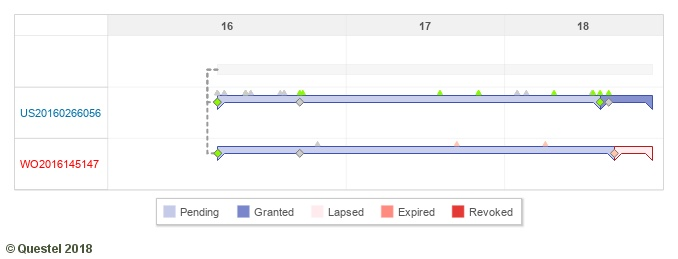 16 17 18
US20160266056
WO2016145147
Pending Granted Lapsed Expired Revoked
© Questel 2018